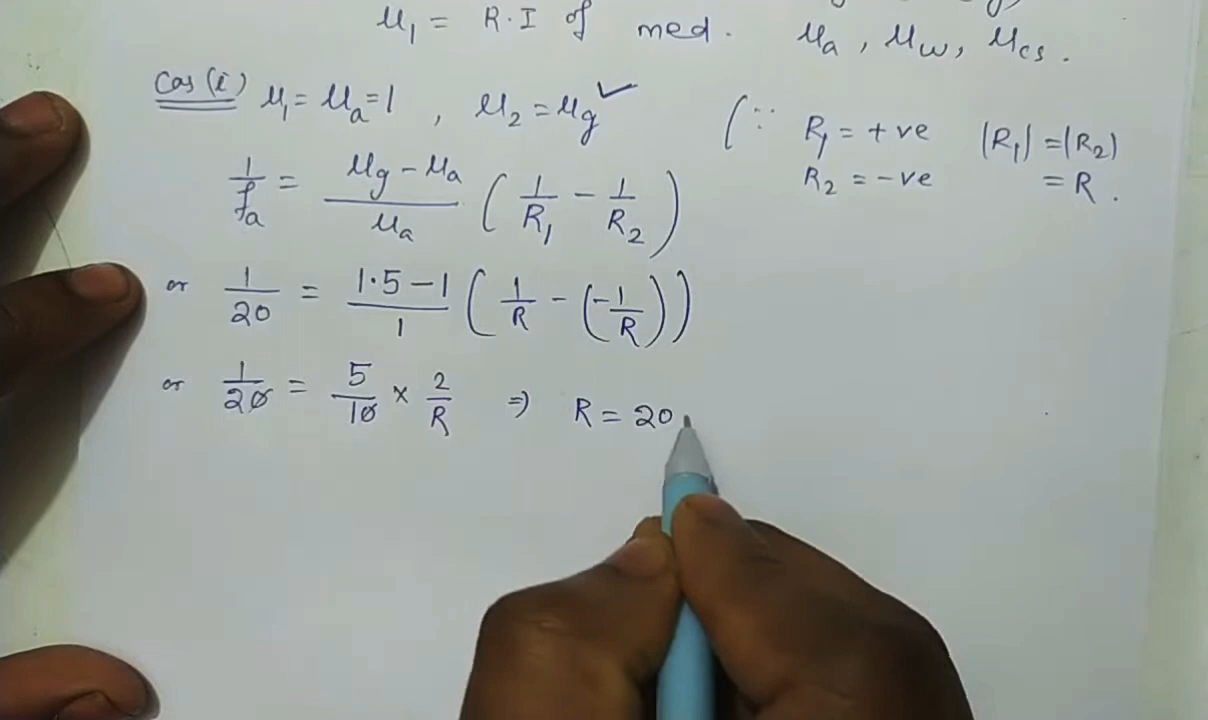 μ₁ = R.I of med. μₐ, μw, μcs.
Cas (i) μ₁ = μₐ = 1, μ₂ = μg ✓
(∵ R₁ = +ve |R₁| = |R₂|
R₂ = -ve = R.
1/fₐ = (μg - μₐ)/μₐ (1/R₁ - 1/R₂)
or 1/20 = (1.5 - 1)/1 (1/R - (-1/R))
or 1/20 = 5/10 × 2/R ⇒ R = 20